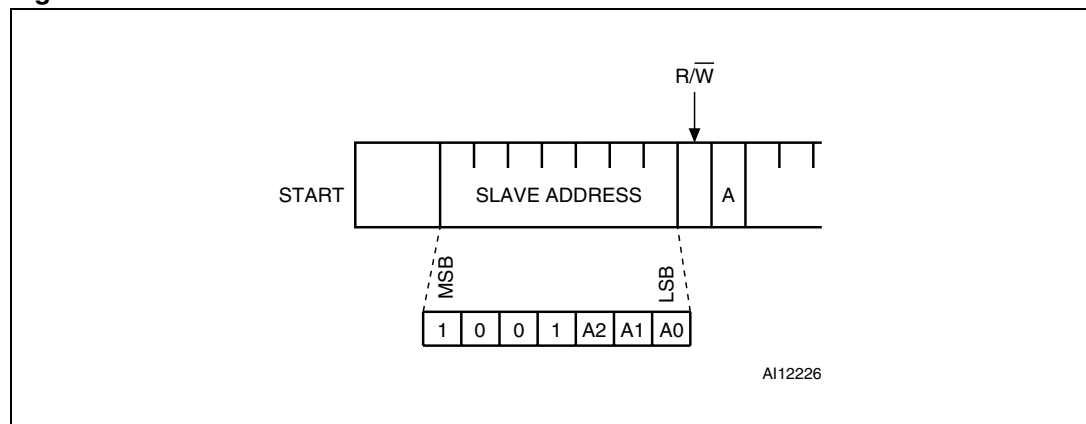 R/W̅
START SLAVE ADDRESS A
MSB LSB
1 0 0 1 A2 A1 A0
AI12226